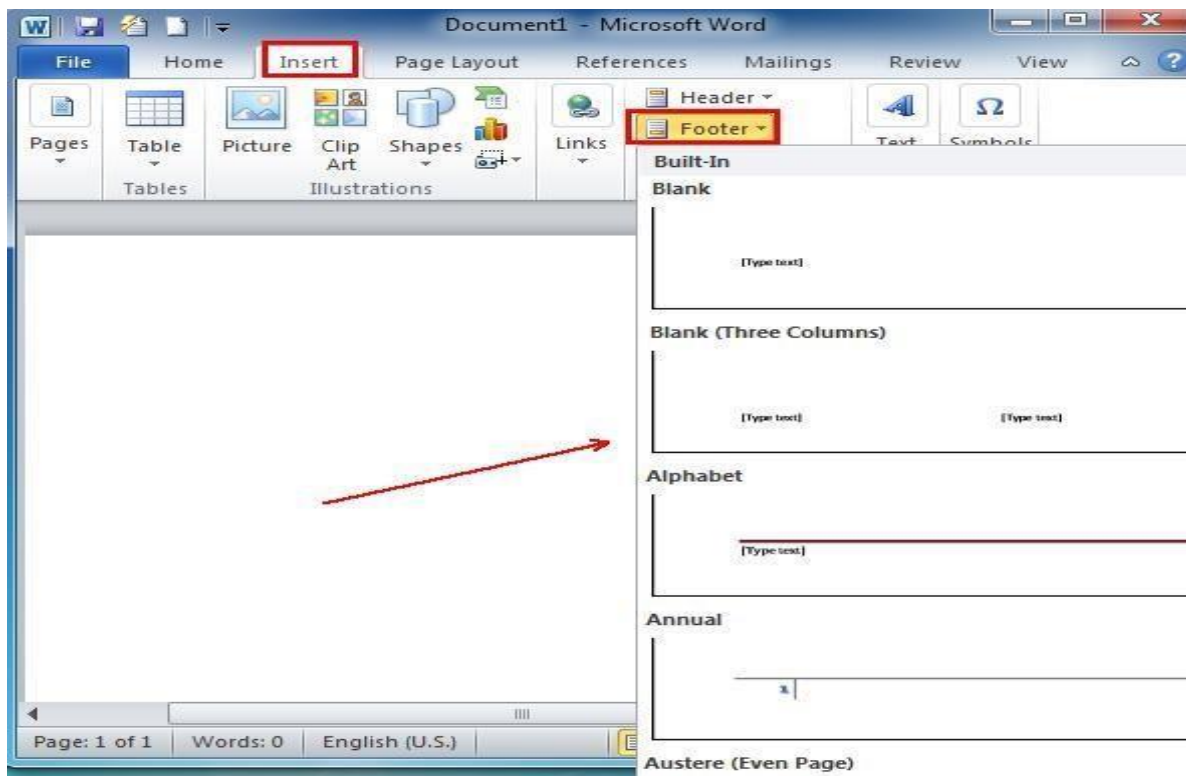 W
Document1 - Microsoft Word
File Home Insert Page Layout References Mailings Review View ?
Header
Footer
Pages Table Picture Clip Art Shapes Links Text Symbols
Tables Illustrations
Built-In
Blank
[Type text]
Blank (Three Columns)
[Type text] [Type text]
Alphabet
[Type text]
Annual
1
Austere (Even Page)
Page: 1 of 1 Words: 0 English (U.S.)